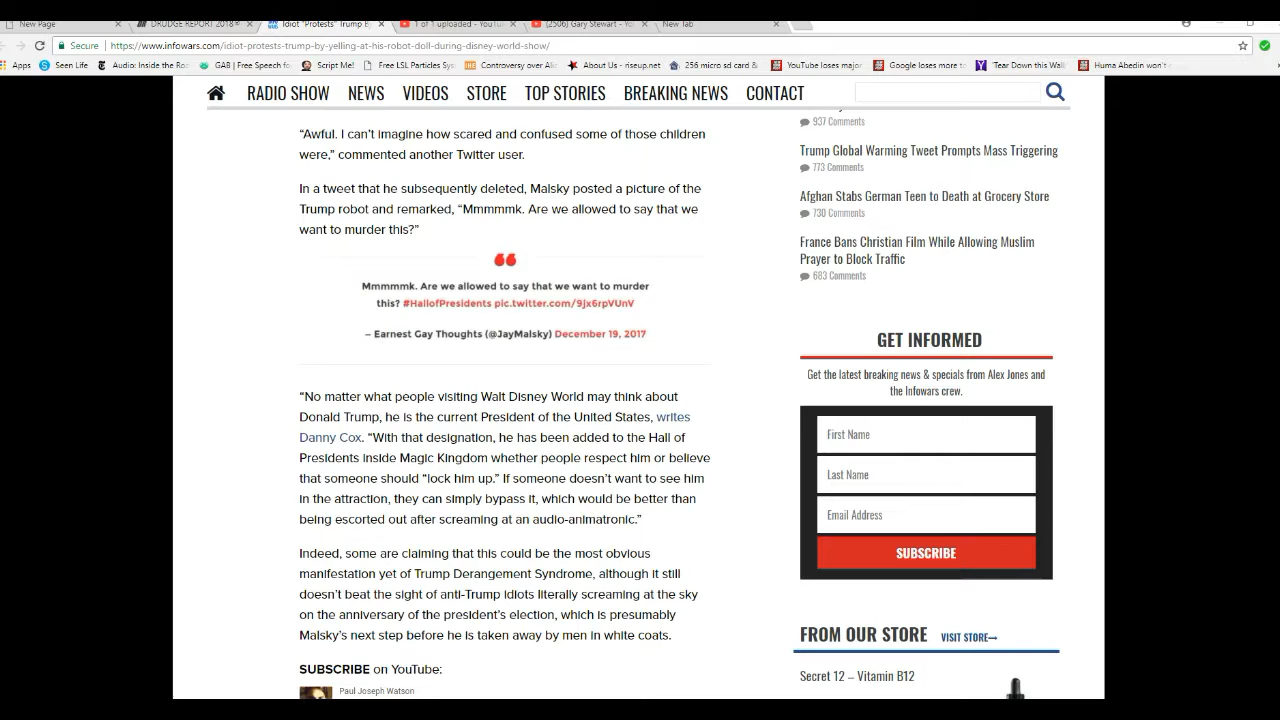 New Page
DRUDGE REPORT 2018®
Idiot "Protests" Trump B
1 of 1 uploaded - YouTu
(2506) Gary Stewart - Yo
New Tab
Secure
https://www.infowars.com/idiot-protests-trump-by-yelling-at-his-robot-doll-during-disney-world-show/
Apps
Seen Life
Audio: Inside the Ro
GAB | Free Speech fo
Script Me!
Free LSL Particles Sys
Controversy over Ali
About Us - riseup.net
256 micro sd card &
YouTube loses major
Google loses more t
'Tear Down this Wall
Huma Abedin won't
RADIO SHOW
NEWS
VIDEOS
STORE
TOP STORIES
BREAKING NEWS
CONTACT
“Awful. I can’t imagine how scared and confused some of those children
were,” commented another Twitter user.
In a tweet that he subsequently deleted, Malsky posted a picture of the
Trump robot and remarked, “Mmmmmk. Are we allowed to say that we
want to murder this?”
Mmmmmk. Are we allowed to say that we want to murder
this? #HallofPresidents pic.twitter.com/9jx6rpVUnV
– Earnest Gay Thoughts (@JayMalsky) December 19, 2017
“No matter what people visiting Walt Disney World may think about
Donald Trump, he is the current President of the United States, writes
Danny Cox. “With that designation, he has been added to the Hall of
Presidents inside Magic Kingdom whether people respect him or believe
that someone should “lock him up.” If someone doesn’t want to see him
in the attraction, they can simply bypass it, which would be better than
being escorted out after screaming at an audio-animatronic.”
Indeed, some are claiming that this could be the most obvious
manifestation yet of Trump Derangement Syndrome, although it still
doesn’t beat the sight of anti-Trump idiots literally screaming at the sky
on the anniversary of the president’s election, which is presumably
Malsky’s next step before he is taken away by men in white coats.
SUBSCRIBE on YouTube:
Paul Joseph Watson
937 Comments
Trump Global Warming Tweet Prompts Mass Triggering
773 Comments
Afghan Stabs German Teen to Death at Grocery Store
730 Comments
France Bans Christian Film While Allowing Muslim
Prayer to Block Traffic
683 Comments
GET INFORMED
Get the latest breaking news & specials from Alex Jones and
the Infowars crew.
First Name
Last Name
Email Address
SUBSCRIBE
FROM OUR STORE
VISIT STORE→
Secret 12 – Vitamin B12